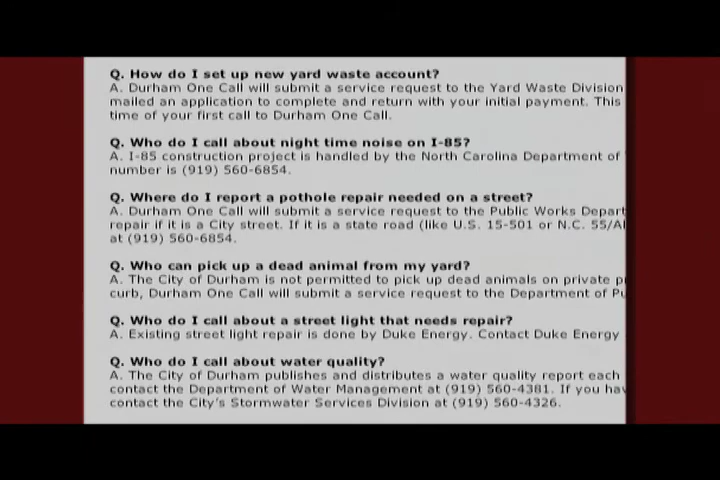 Q. How do I set up new yard waste account?
A. Durham One Call will submit a service request to the Yard Waste Division
mailed an application to complete and return with your initial payment. This
time of your first call to Durham One Call.
Q. Who do I call about night time noise on I-85?
A. I-85 construction project is handled by the North Carolina Department of
number is (919) 560-6854.
Q. Where do I report a pothole repair needed on a street?
A. Durham One Call will submit a service request to the Public Works Depart
repair if it is a City street. If it is a state road (like U.S. 15-501 or N.C. 55/Al
at (919) 560-6854.
Q. Who can pick up a dead animal from my yard?
A. The City of Durham is not permitted to pick up dead animals on private p
curb, Durham One Call will submit a service request to the Department of Pu
Q. Who do I call about a street light that needs repair?
A. Existing street light repair is done by Duke Energy. Contact Duke Energy
Q. Who do I call about water quality?
A. The City of Durham publishes and distributes a water quality report each
contact the Department of Water Management at (919) 560-4381. If you hav
contact the City's Stormwater Services Division at (919) 560-4326.